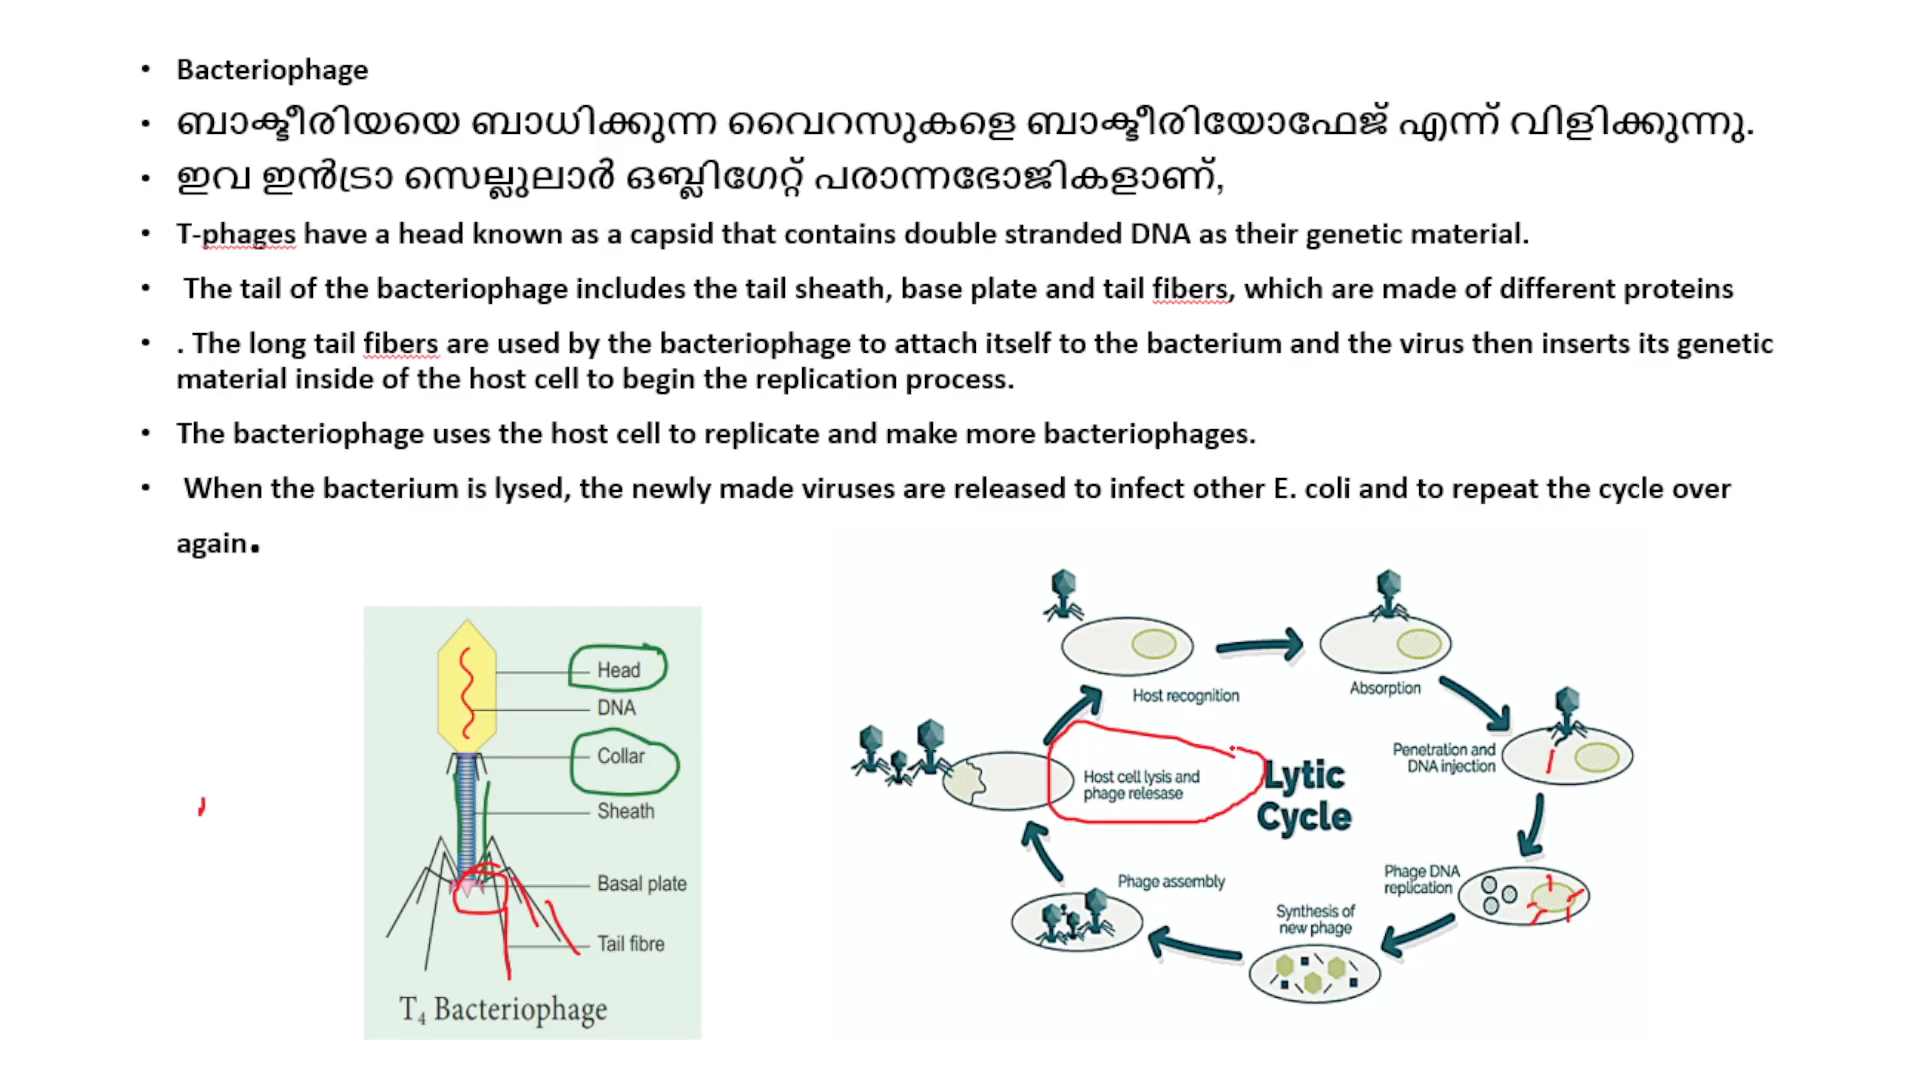 • Bacteriophage
• ബാക്ടീരിയയെ ബാധിക്കുന്ന വൈറസുകളെ ബാക്ടീരിയോഫേജ് എന്ന് വിളിക്കുന്നു.
• ഇവ ഇൻട്രാ സെല്ലുലാർ ഒബ്ലിഗേറ്റ് പരാന്നഭോജികളാണ്,
• T-phages have a head known as a capsid that contains double stranded DNA as their genetic material.
• The tail of the bacteriophage includes the tail sheath, base plate and tail fibers, which are made of different proteins
• . The long tail fibers are used by the bacteriophage to attach itself to the bacterium and the virus then inserts its genetic
material inside of the host cell to begin the replication process.
• The bacteriophage uses the host cell to replicate and make more bacteriophages.
• When the bacterium is lysed, the newly made viruses are released to infect other E. coli and to repeat the cycle over
again.
Head
DNA
Collar
Sheath
Basal plate
Tail fibre
T4 Bacteriophage
Host recognition
Absorption
Penetration and
DNA injection
Phage DNA
replication
Synthesis of
new phage
Phage assembly
Host cell lysis and
phage relesase
Lytic
Cycle